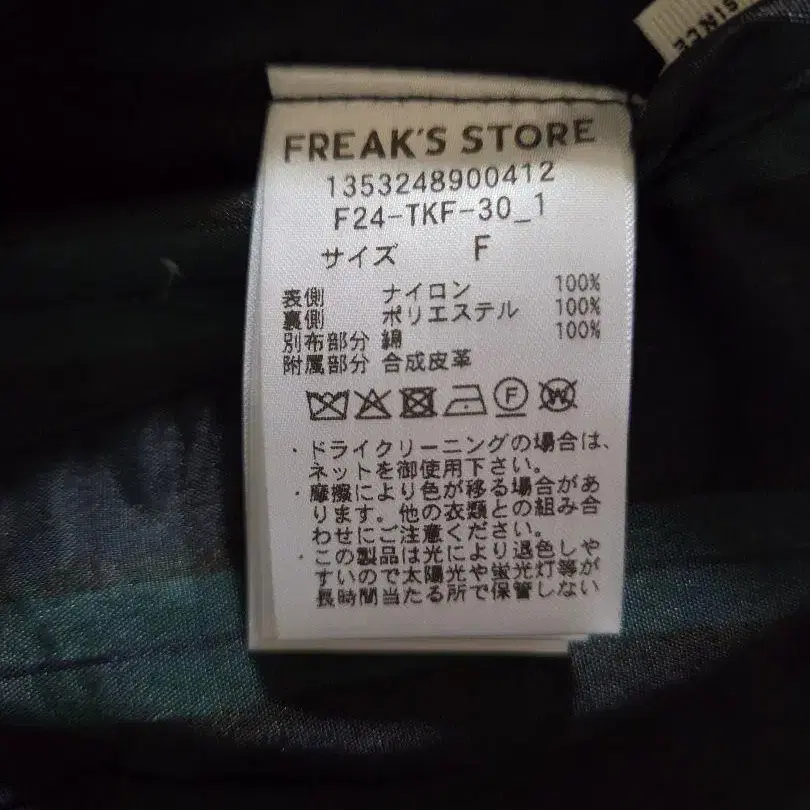 FREAK'S STORE
1353248900412
F24-TKF-30_1
サイズ F
表側 ナイロン 100%
裏側 ポリエステル 100%
別布部分 綿 100%
附属部分 合成皮革
F W
・ドライクリーニングの場合は、
ネットを御使用下さい。
・摩擦により色が移る場合があ
ります。他の衣類との組み合
わせにご注意ください。
・この製品は光により退色しや
すいので太陽光や蛍光灯等が
長時間当たる所で保管しない